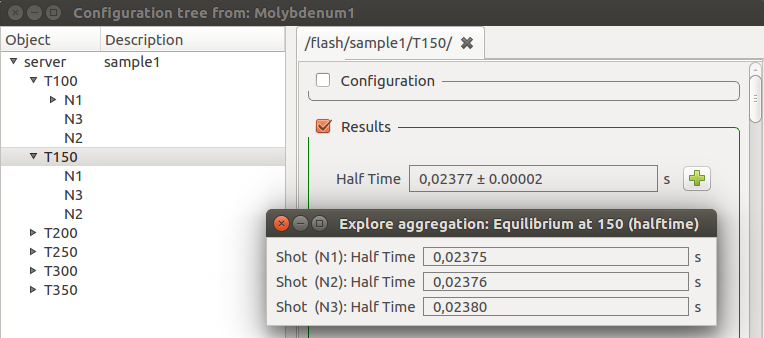 Configuration tree from: Molybdenum1
Object Description
server sample1
T100
N1
N3
N2
T150
N1
N3
N2
T200
T250
T300
T350
/flash/sample1/T150/
Configuration
Results
Half Time 0,02377 ± 0.00002 s
Explore aggregation: Equilibrium at 150 (halftime)
Shot (N1): Half Time 0,02375 s
Shot (N2): Half Time 0,02376 s
Shot (N3): Half Time 0,02380 s